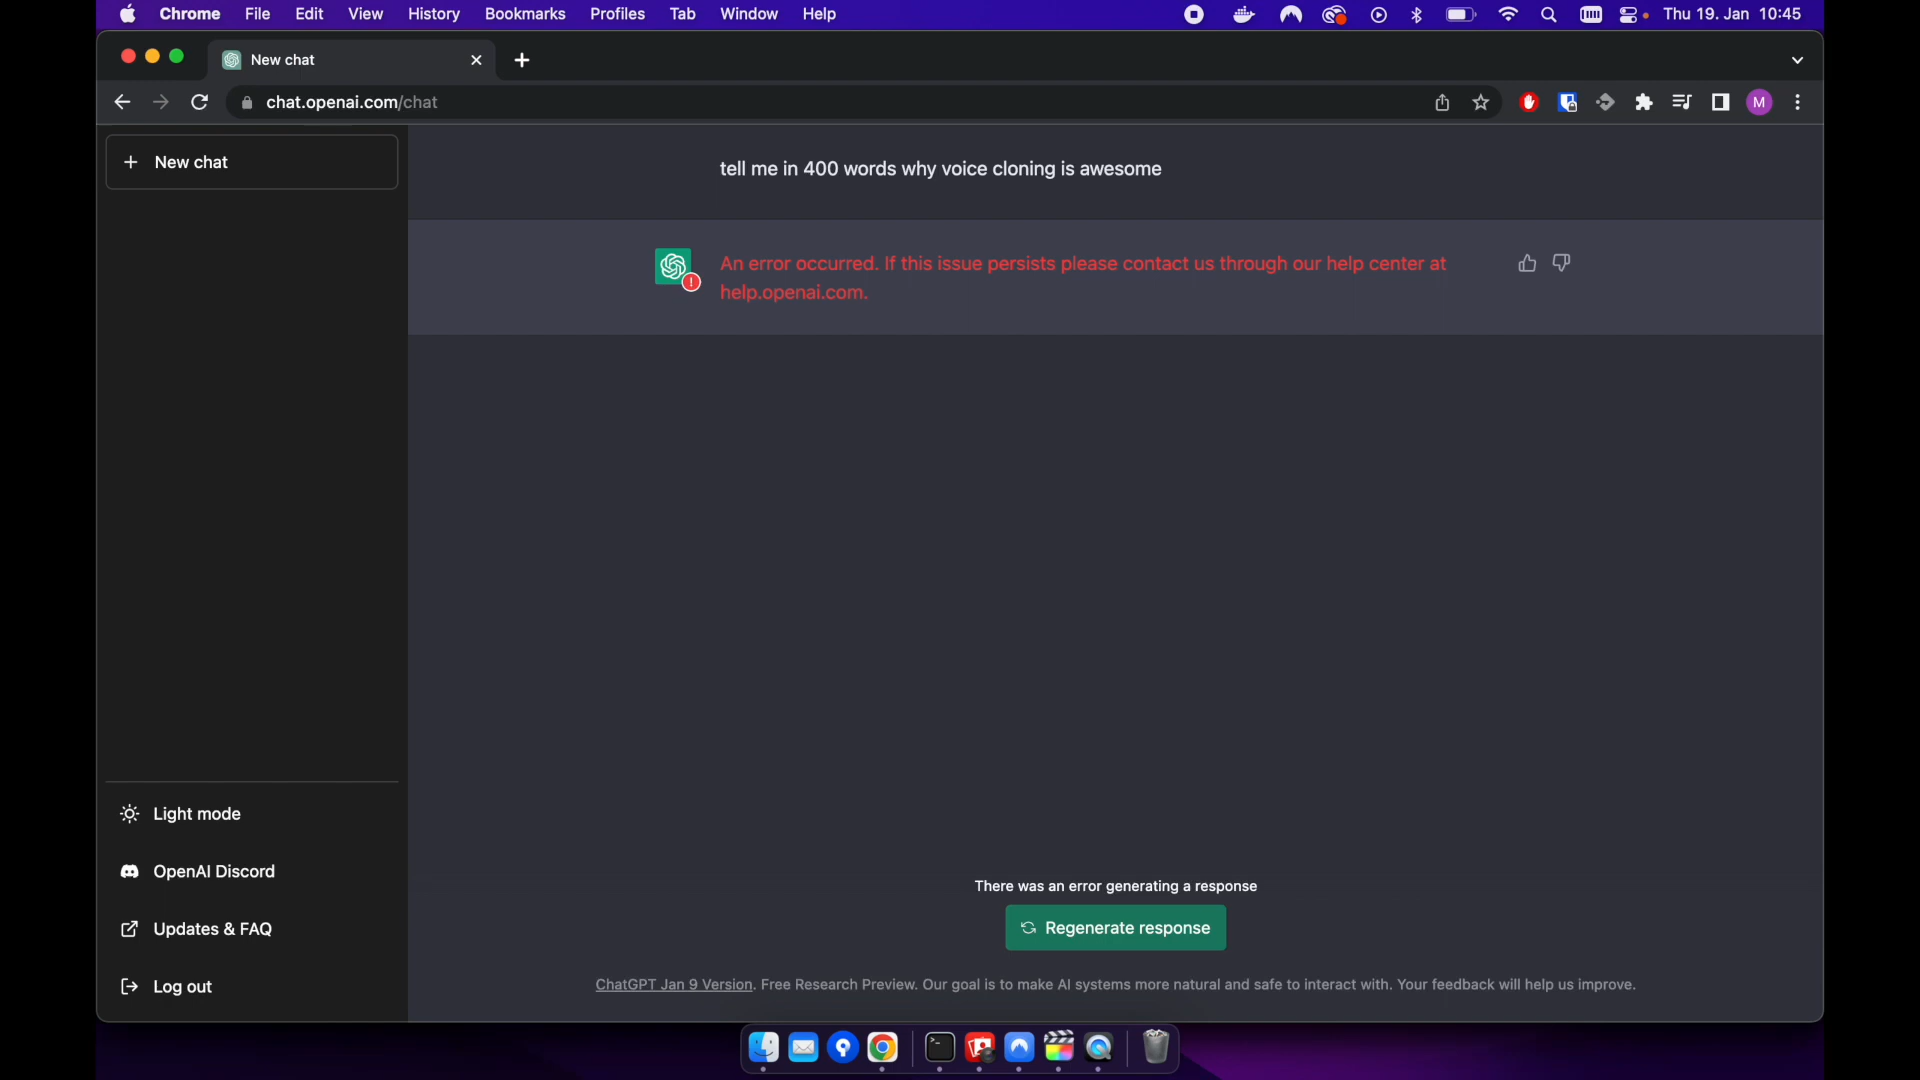 Chrome File Edit View History Bookmarks Profiles Tab Window Help Thu 19. Jan 10:45
New chat
chat.openai.com/chat
M
New chat
tell me in 400 words why voice cloning is awesome
An error occurred. If this issue persists please contact us through our help center at
help.openai.com.
Light mode
OpenAI Discord
Updates & FAQ
Log out
There was an error generating a response
Regenerate response
ChatGPT Jan 9 Version. Free Research Preview. Our goal is to make AI systems more natural and safe to interact with. Your feedback will help us improve.